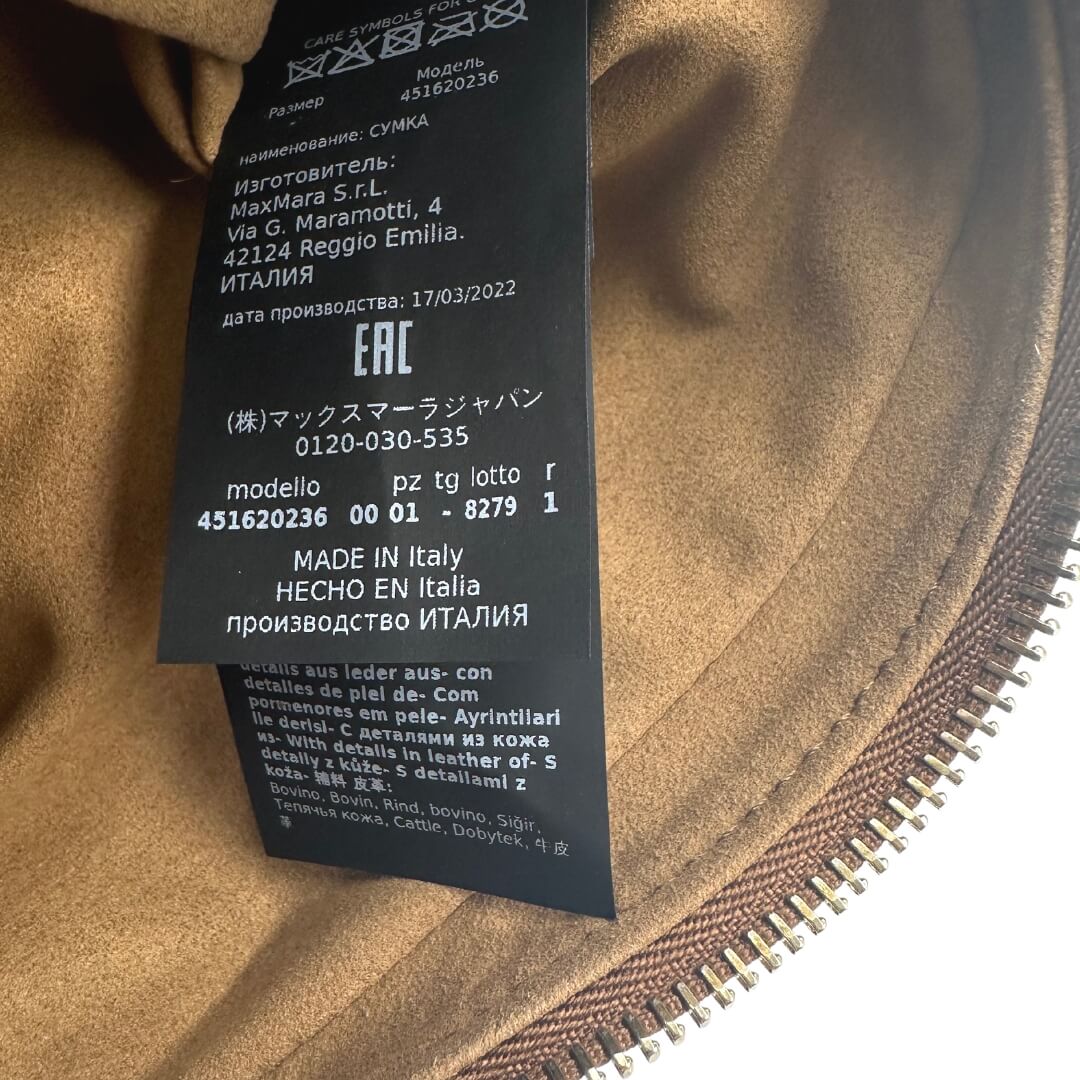 CARE SYMBOLS FOR
Размер
Модель
451620236
-
наименование: СУМКА
Изготовитель:
MaxMara S.r.L.
Via G. Maramotti, 4
42124 Reggio Emilia.
ИТАЛИЯ
дата производства: 17/03/2022
EAC
(株)マックスマーラジャパン
0120-030-535
modello pz tg lotto r
451620236 00 01 - 8279 1
MADE IN Italy
HECHO EN Italia
производство ИТАЛИЯ
details aus leder aus- con
detalles de piel de- Com
pormenores em pele- Ayrintilari
ile derisi- С деталями из кожа
из- With details in leather of- S
detaily z kůže- S detailami z
koža- 辅料 皮革:
Bovino, Bovin, Rind, bovino, Siğir,
Телячья кожа, Cattle, Dobytek, 牛皮
革